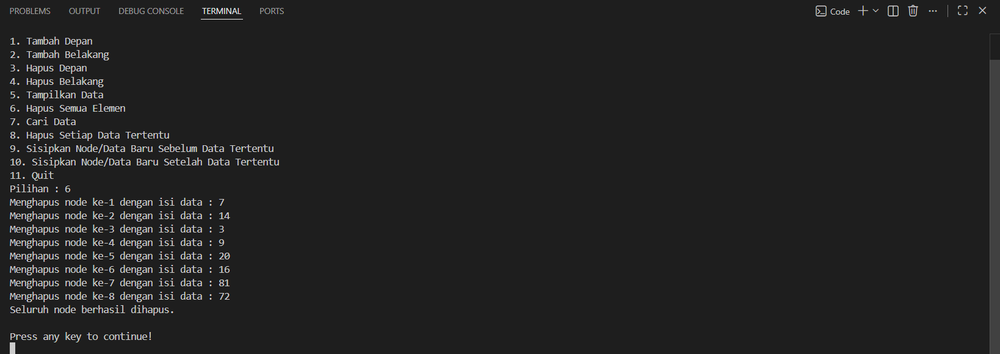 PROBLEMS OUTPUT DEBUG CONSOLE TERMINAL PORTS Code
1. Tambah Depan
2. Tambah Belakang
3. Hapus Depan
4. Hapus Belakang
5. Tampilkan Data
6. Hapus Semua Elemen
7. Cari Data
8. Hapus Setiap Data Tertentu
9. Sisipkan Node/Data Baru Sebelum Data Tertentu
10. Sisipkan Node/Data Baru Setelah Data Tertentu
11. Quit
Pilihan : 6
Menghapus node ke-1 dengan isi data : 7
Menghapus node ke-2 dengan isi data : 14
Menghapus node ke-3 dengan isi data : 3
Menghapus node ke-4 dengan isi data : 9
Menghapus node ke-5 dengan isi data : 20
Menghapus node ke-6 dengan isi data : 16
Menghapus node ke-7 dengan isi data : 81
Menghapus node ke-8 dengan isi data : 72
Seluruh node berhasil dihapus.
Press any key to continue!